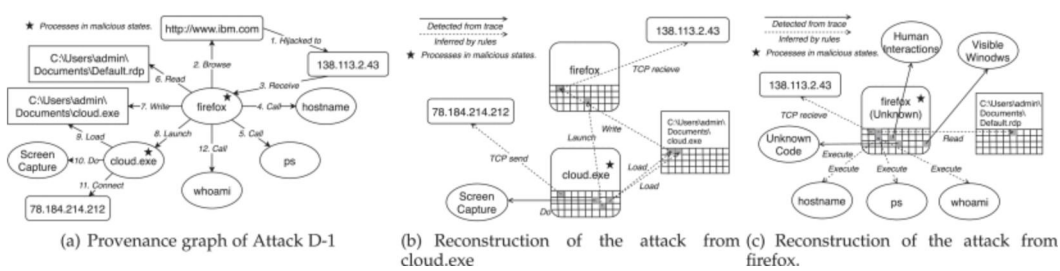 ★ Processes in malicious states.
http://www.ibm.com
1. Hijacked to
138.113.2.43
2. Browse
3. Receive
C:\Users\admin\
Documents\Default.rdp
6. Read
C:\Users\admin\
Documents\cloud.exe
7. Write
firefox
4. Call
hostname
9. Load
8. Launch
5. Call
12. Call
Screen
Capture
10. Do
cloud.exe
ps
11. Connect
whoami
78.184.214.212
(a) Provenance graph of Attack D-1
Detected from trace
Inferred by rules
★ Processes in malicious states.
138.113.2.43
firefox
TCP recieve
78.184.214.212
Launch
Write
C:\Users\admin\
Documents\
cloud.exe
TCP send
cloud.exe
Load
Load
Screen
Capture
Do
(b) Reconstruction of the attack from
cloud.exe
Detected from trace
Inferred by rules
★ Processes in malicious states.
Human
Interactions
Visible
Winodws
138.113.2.43
TCP recieve
firefox
(Unknown)
C:\Users\admin\
Documents\
Default.rdp
Read
Unknown
Code
Execute
Execute
Execute
Execute
hostname
ps
whoami
(c) Reconstruction of the attack from
firefox.